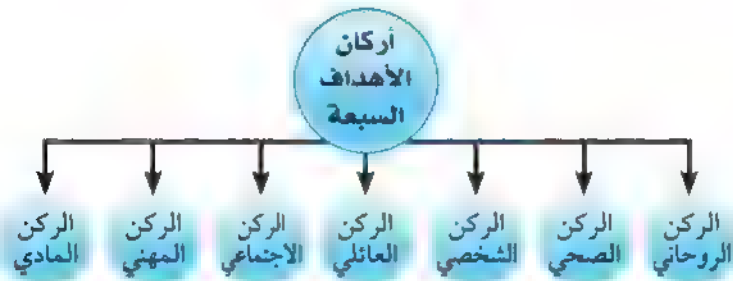 أركان
الأهداف
السبعة
الركن
الروحاني
الركن
الصحي
الركن
الشخصي
الركن
العائلي
الركن
الاجتماعي
الركن
المهني
الركن
المادي